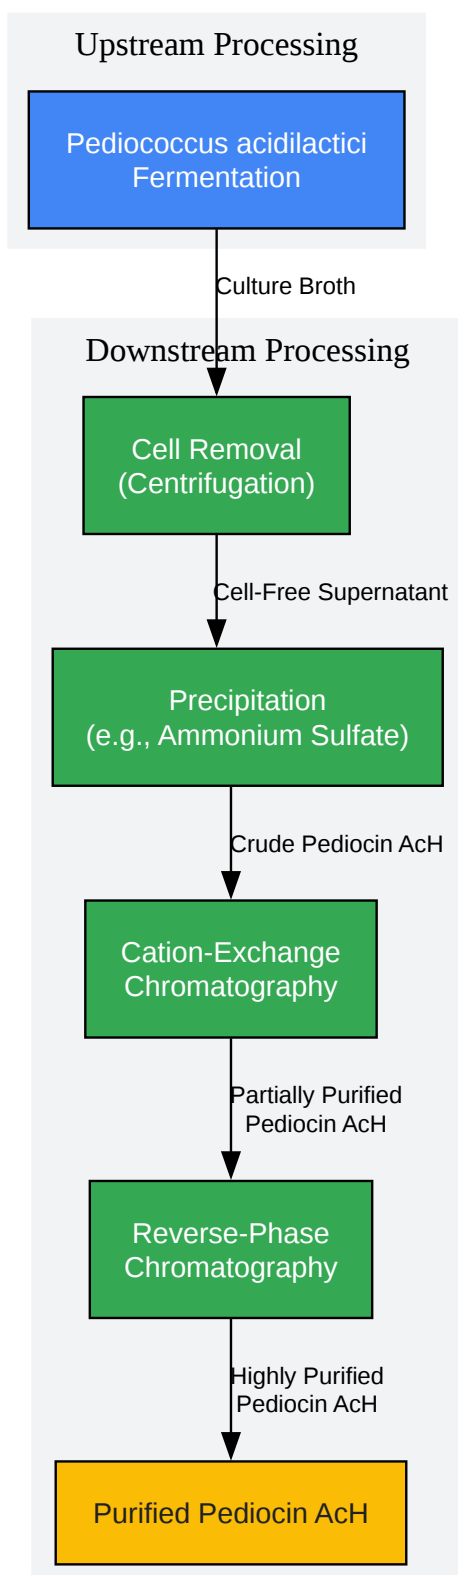 Upstream Processing
Pediococcus acidilactici
Fermentation
Culture Broth
Downstream Processing
Cell Removal
(Centrifugation)
Cell-Free Supernatant
Precipitation
(e.g., Ammonium Sulfate)
Crude Pediocin AcH
Cation-Exchange
Chromatography
Partially Purified
Pediocin AcH
Reverse-Phase
Chromatography
Highly Purified
Pediocin AcH
Purified Pediocin AcH